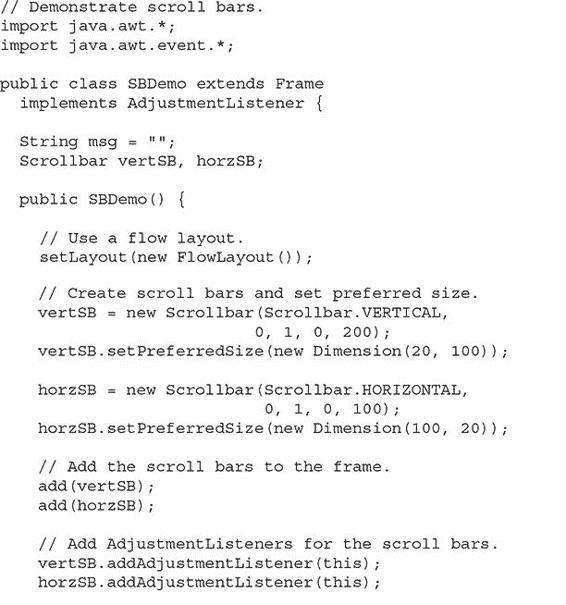 // Demonstrate scroll bars.
import java.awt.*;
import java.awt.event.*;

public class SBDemo extends Frame
  implements AdjustmentListener {

  String msg = "";
  Scrollbar vertSB, horzSB;

  public SBDemo() {

    // Use a flow layout.
    setLayout(new FlowLayout());

    // Create scroll bars and set preferred size.
    vertSB = new Scrollbar(Scrollbar.VERTICAL,
                           0, 1, 0, 200);
    vertSB.setPreferredSize(new Dimension(20, 100));

    horzSB = new Scrollbar(Scrollbar.HORIZONTAL,
                           0, 1, 0, 100);
    horzSB.setPreferredSize(new Dimension(100, 20));

    // Add the scroll bars to the frame.
    add(vertSB);
    add(horzSB);

    // Add AdjustmentListeners for the scroll bars.
    vertSB.addAdjustmentListener(this);
    horzSB.addAdjustmentListener(this);